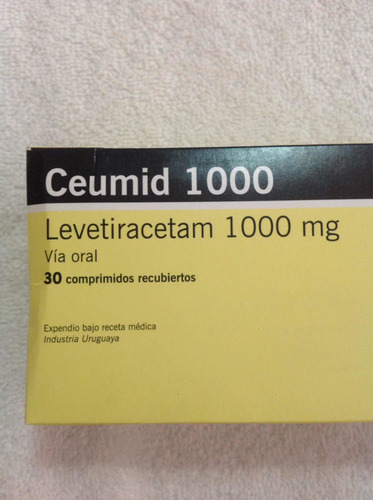 Ceumid 1000
Levetiracetam 1000 mg
Vía oral
30 comprimidos recubiertos
Expendio bajo receta médica
Industria Uruguaya